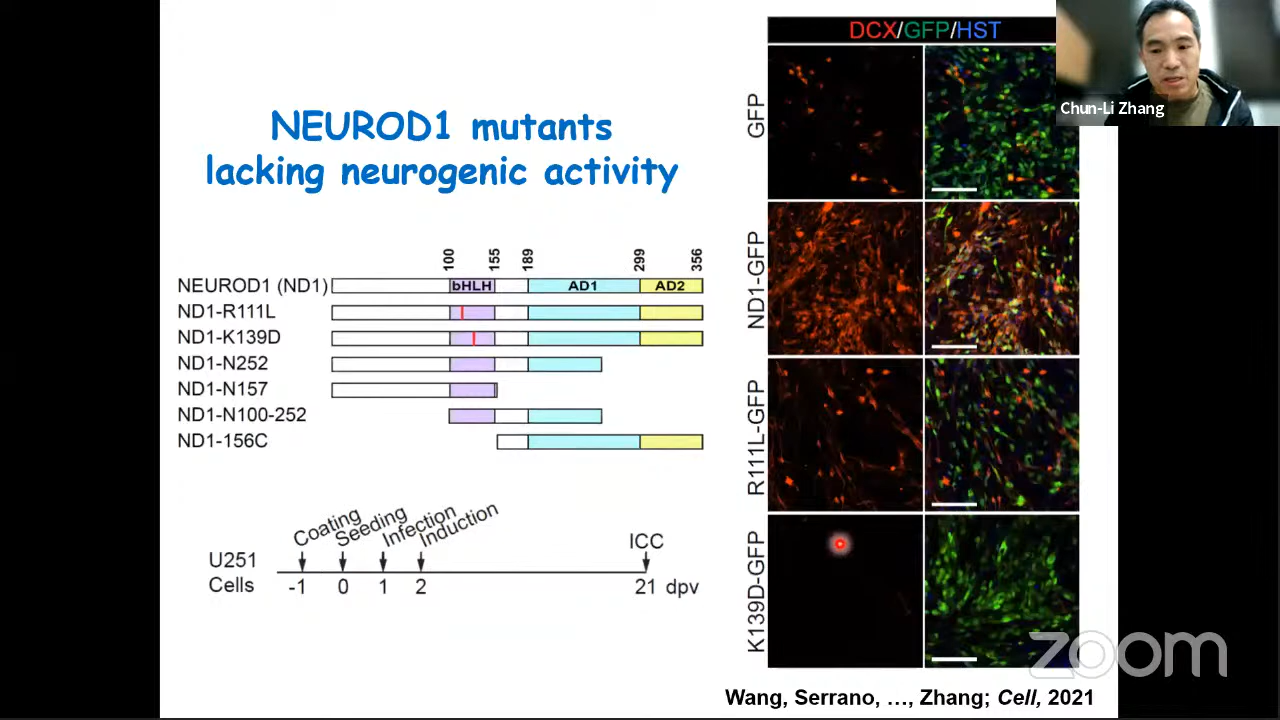 DCX/GFP/HST
Chun-Li Zhang
NEUROD1 mutants
lacking neurogenic activity
100
155
189
299
356
NEUROD1 (ND1)
bHLH
AD1
AD2
ND1-R111L
ND1-K139D
ND1-N252
ND1-N157
ND1-N100-252
ND1-156C
Coating
Seeding
Infection
Induction
ICC
U251
Cells
-1
0
1
2
21 dpv
GFP
ND1-GFP
R111L-GFP
K139D-GFP
zoom
Wang, Serrano, …, Zhang; Cell, 2021